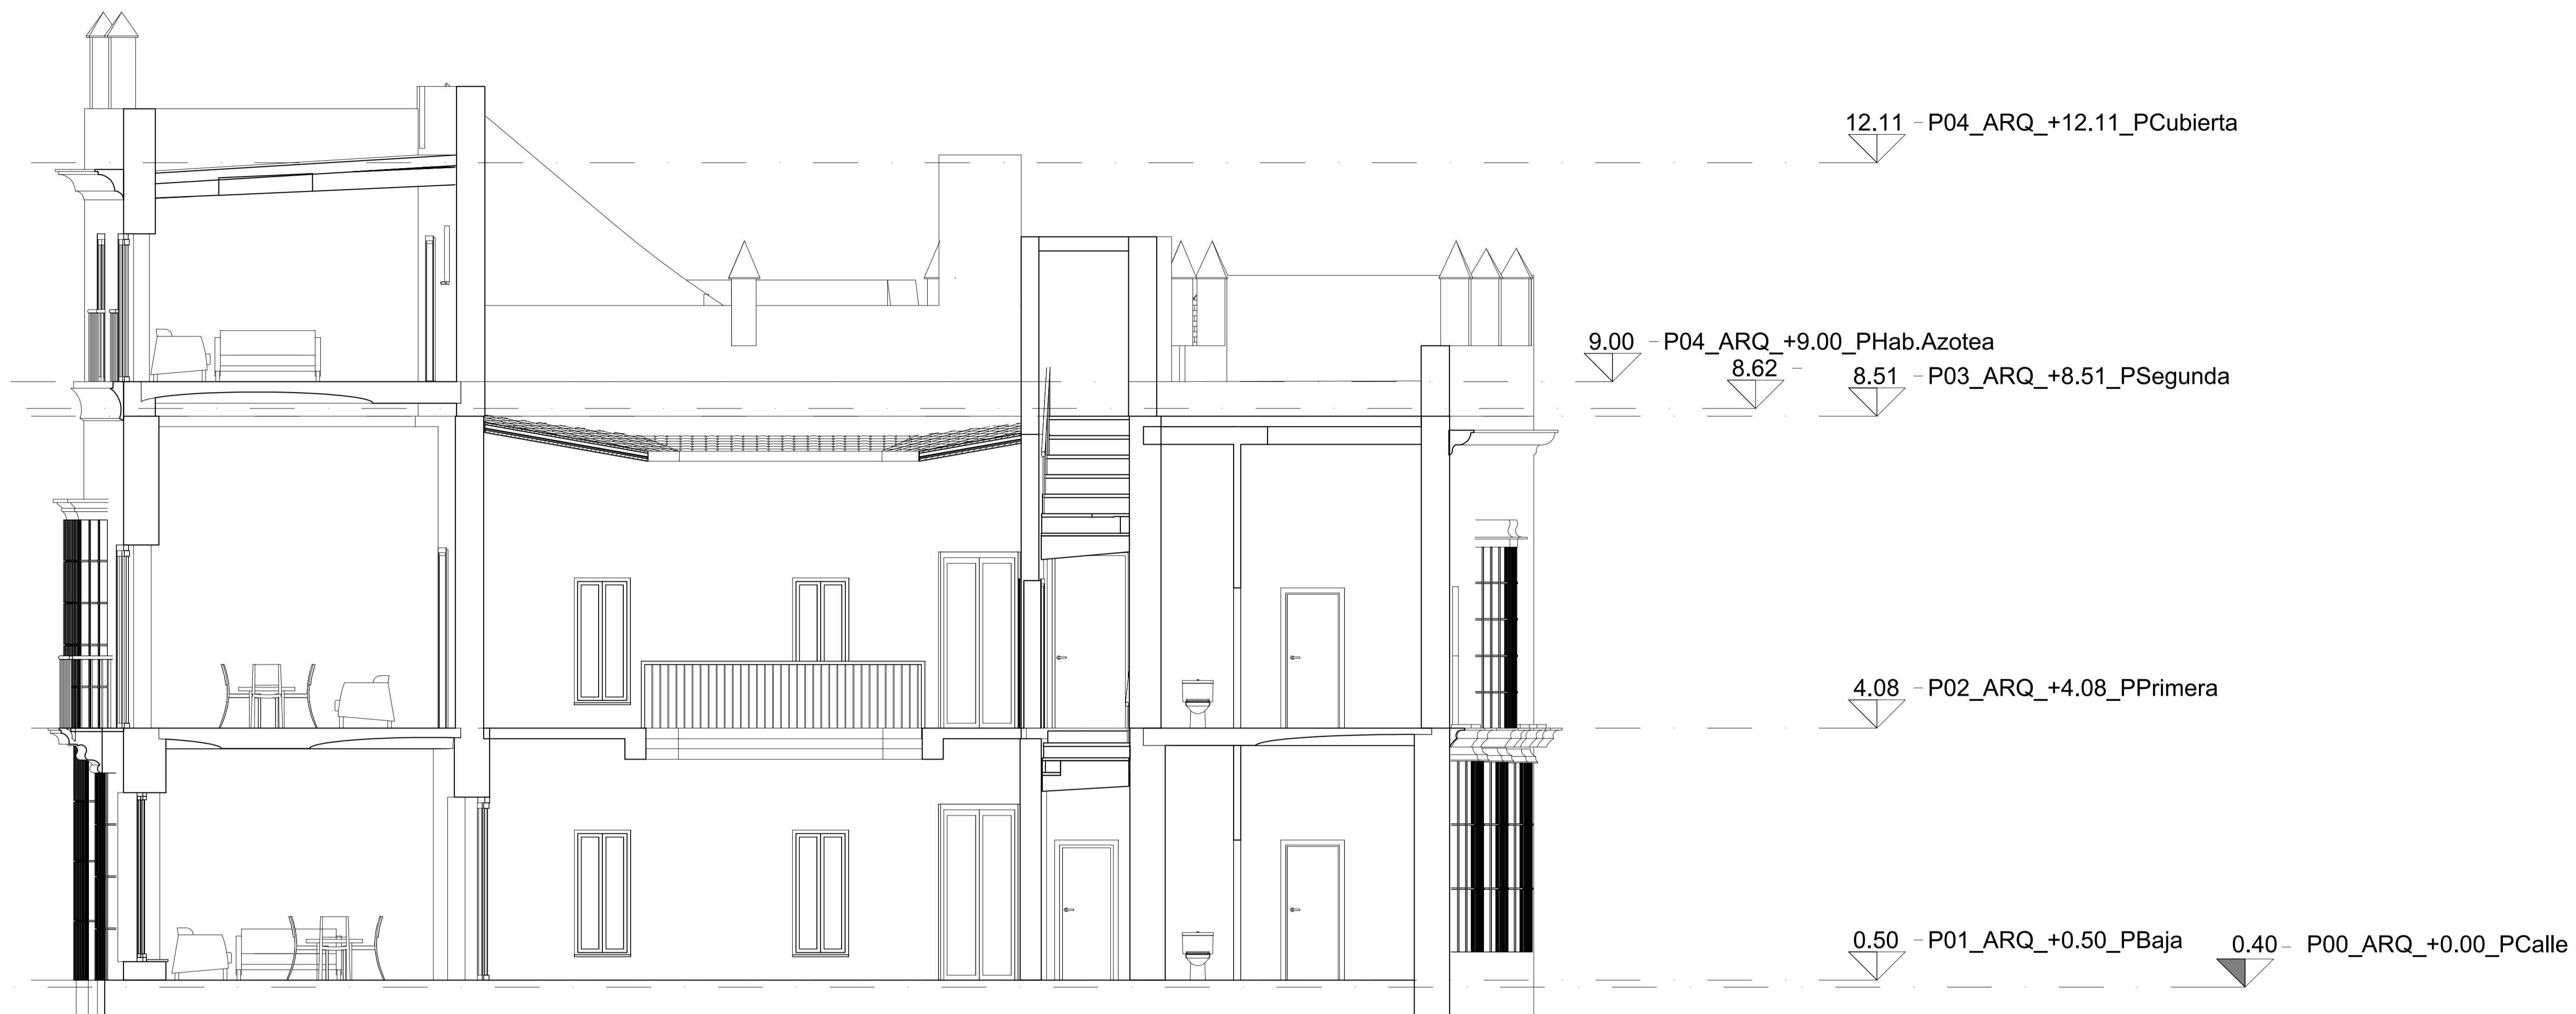 12.11 P04_ARQ_+12.11_PCubierta
9.00 P04_ARQ_+9.00_PHab.Azotea
8.62
8.51 P03_ARQ_+8.51_PSegunda
4.08 P02_ARQ_+4.08_PPrimera
0.50 P01_ARQ_+0.50_PBaja
0.40 P00_ARQ_+0.00_PCalle